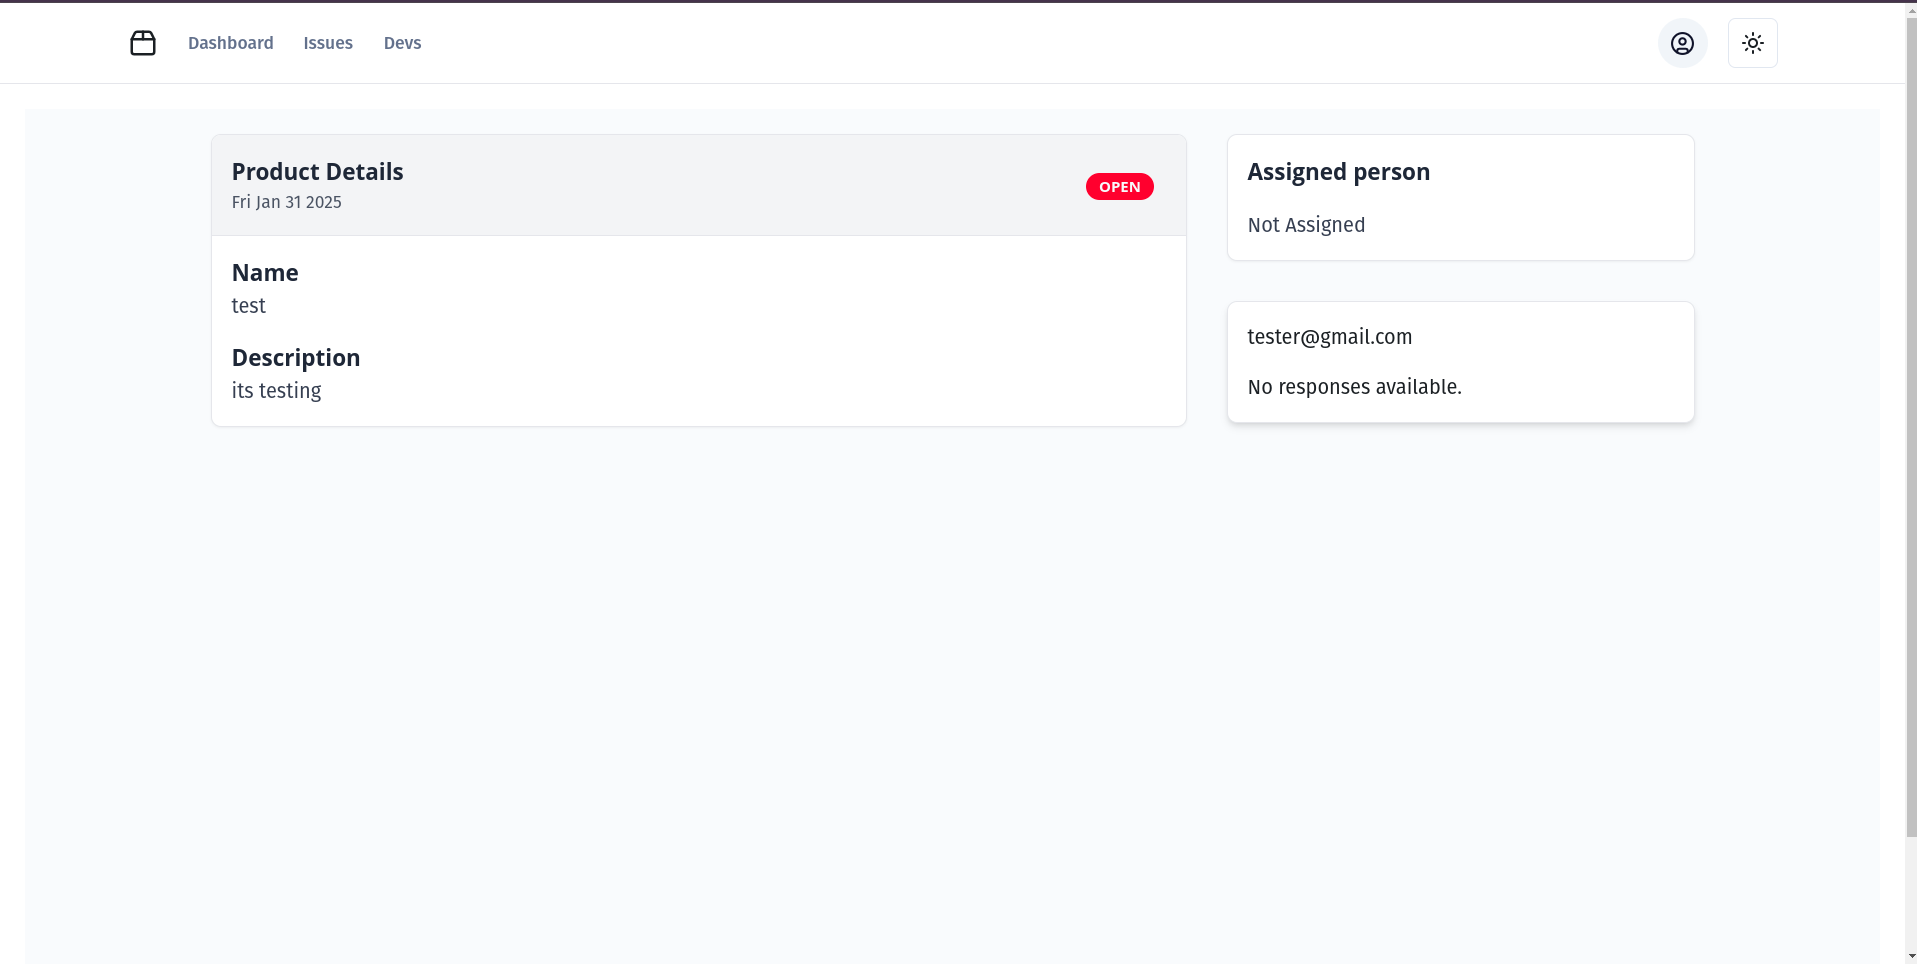 Dashboard Issues Devs
Product Details
Fri Jan 31 2025
OPEN
Name
test
Description
its testing
Assigned person
Not Assigned
tester@gmail.com
No responses available.